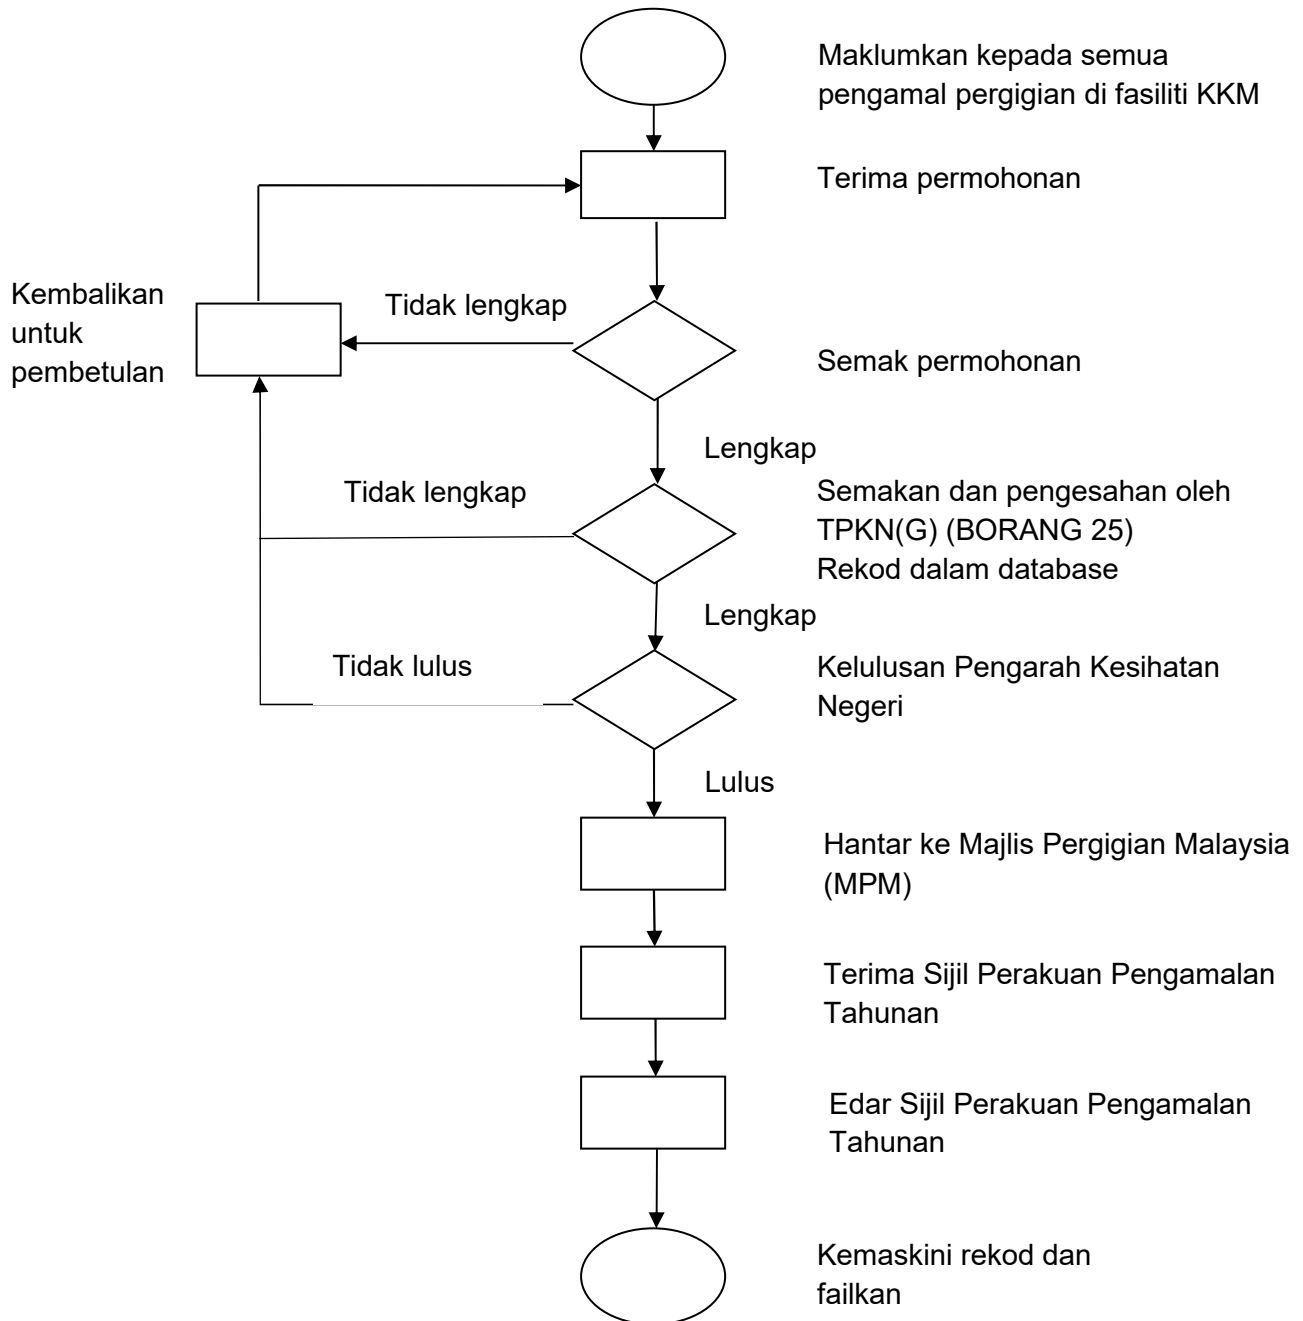 Maklumkan kepada semua
pengamal pergigian di fasiliti KKM
Terima permohonan
Kembalikan
untuk
pembetulan
Tidak lengkap
Semak permohonan
Lengkap
Tidak lengkap
Semakan dan pengesahan oleh
TPKN(G) (BORANG 25)
Rekod dalam database
Lengkap
Tidak lulus
Kelulusan Pengarah Kesihatan
Negeri
Lulus
Hantar ke Majlis Pergigian Malaysia
(MPM)
Terima Sijil Perakuan Pengamalan
Tahunan
Edar Sijil Perakuan Pengamalan
Tahunan
Kemaskini rekod dan
failkan